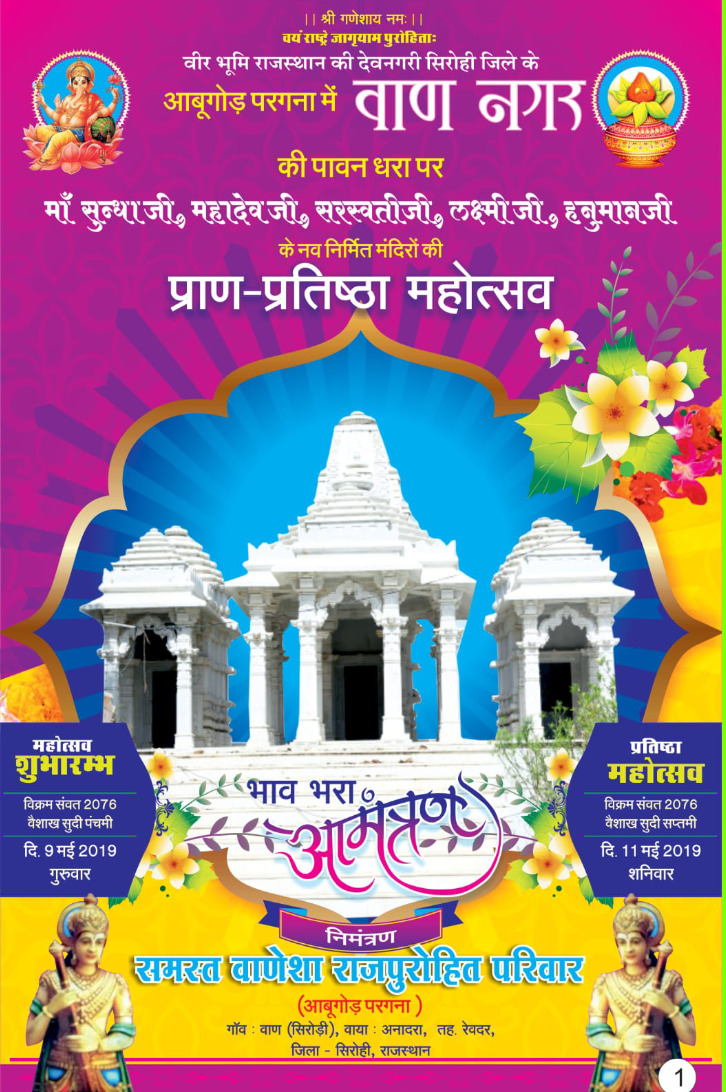 || श्री गणेशाय नमः ||
वयं राष्ट्रे जागृयाम पुरोहिताः
वीर भूमि राजस्थान की देवनगरी सिरोही जिले के
आबूगोड़ परगना में वाण नगर
की पावन धरा पर
माँ सुन्धाजी, महादेवजी, सरस्वतीजी, लक्ष्मीजी, हनुमानजी
के नव निर्मित मंदिरों की
प्राण-प्रतिष्ठा महोत्सव
महोत्सव
शुभारम्भ
विक्रम संवत 2076
वैशाख सुदी पंचमी
दि. 9 मई 2019
गुरुवार
प्रतिष्ठा
महोत्सव
विक्रम संवत 2076
वैशाख सुदी सप्तमी
दि. 11 मई 2019
शनिवार
भाव भरा
आमंत्रण
निमंत्रण
समस्त वाणेशा राजपुरोहित परिवार
(आबूगोड़ परगना )
गॉव : वाण (सिरोड़ी), वाया : अनादरा, तह. रेवदर,
जिला - सिरोही, राजस्थान
1